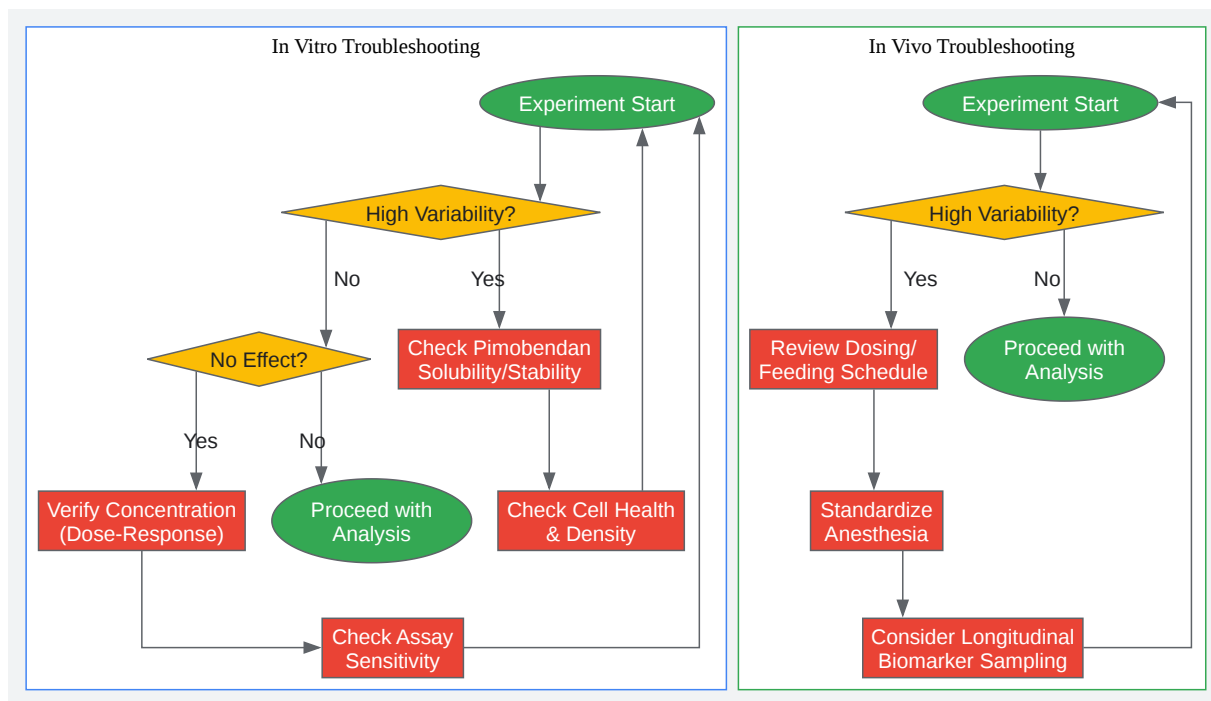 In Vitro Troubleshooting
Experiment Start
High Variability?
No
Yes
No Effect?
Check Pimobendan
Solubility/Stability
Yes
No
Verify Concentration
(Dose-Response)
Proceed with
Analysis
Check Cell Health
& Density
Check Assay
Sensitivity
In Vivo Troubleshooting
Experiment Start
High Variability?
Yes
No
Review Dosing/
Feeding Schedule
Proceed with
Analysis
Standardize
Anesthesia
Consider Longitudinal
Biomarker Sampling